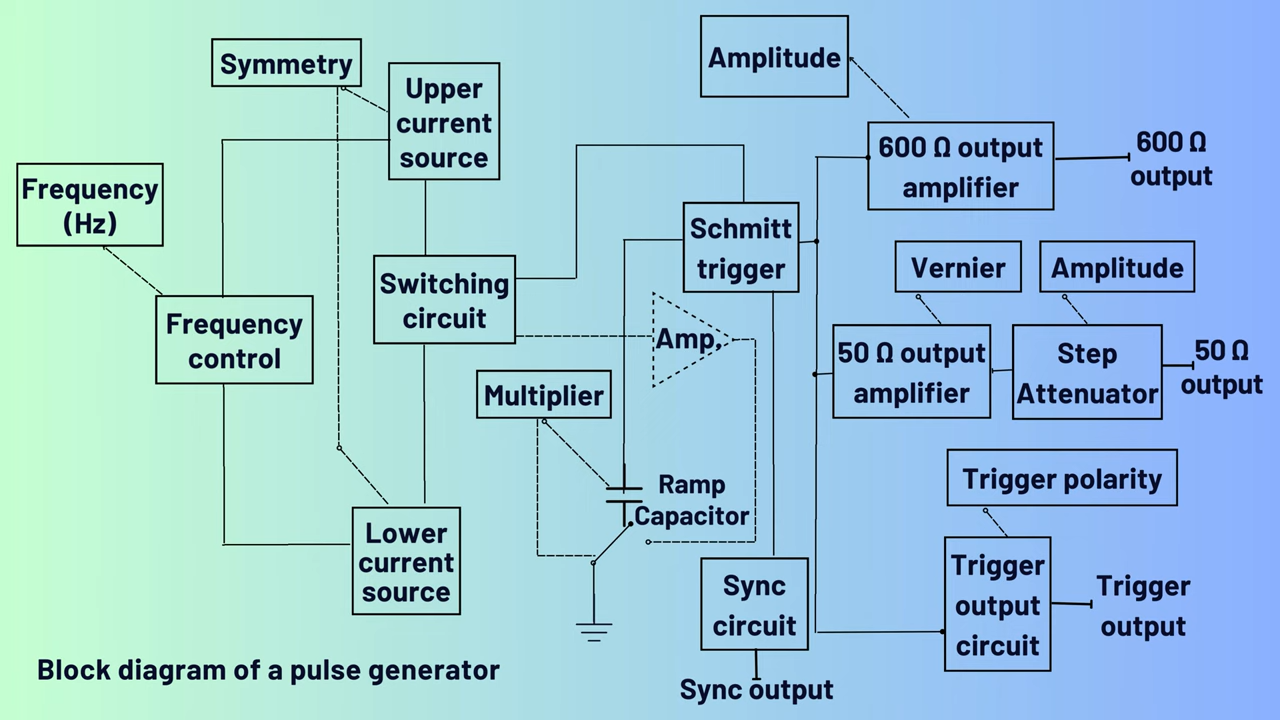 Symmetry
Upper
current
source
Amplitude
600 Ω output
amplifier
600 Ω
output
Frequency
(Hz)
Schmitt
trigger
Vernier
Amplitude
Switching
circuit
Frequency
control
Amp.
50 Ω output
amplifier
Step
Attenuator
50 Ω
output
Multiplier
Ramp
Capacitor
Trigger polarity
Lower
current
source
Sync
circuit
Trigger
output
circuit
Trigger
output
Block diagram of a pulse generator
Sync output